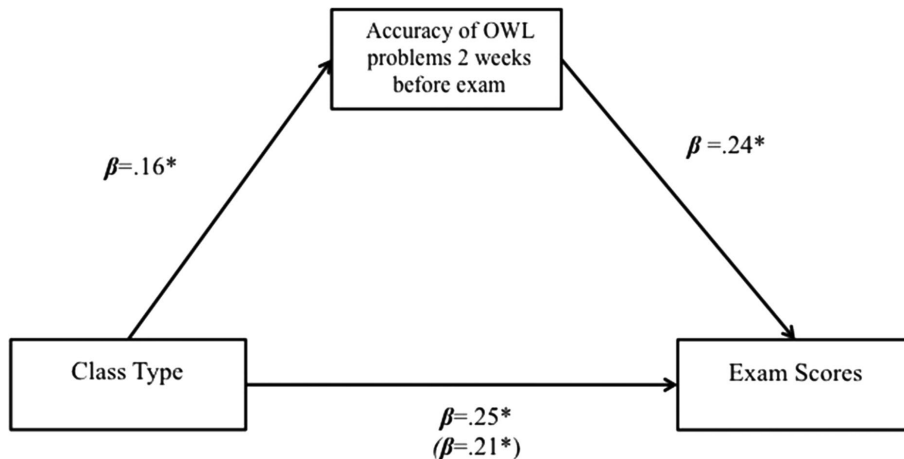 Accuracy of OWL
problems 2 weeks
before exam
β=.16*
β =.24*
Class Type
Exam Scores
β=.25*
(β=.21*)